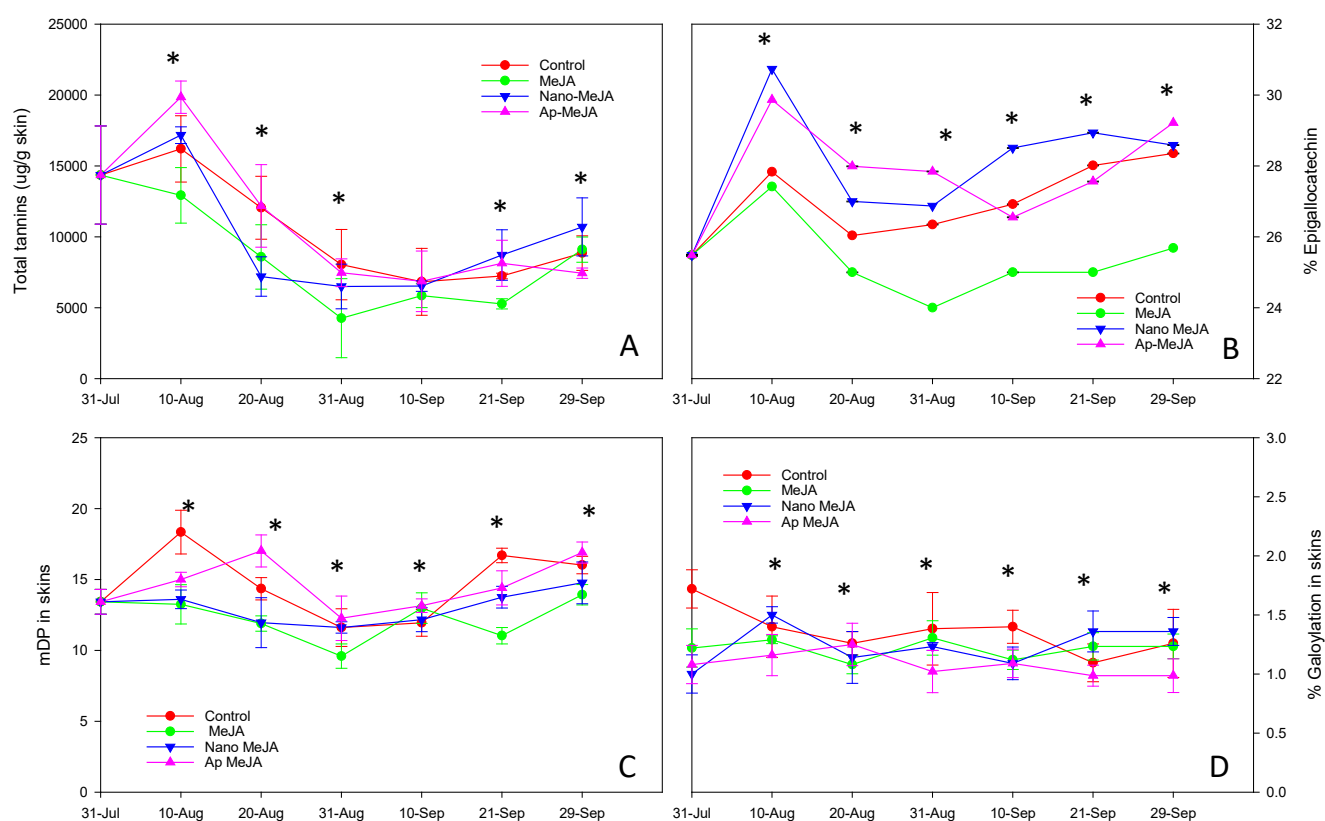 25000
20000
15000
10000
5000
0
Total tannins (ug/g skin)
*
*
*
*
*
Control
MeJA
Nano-MeJA
Ap-MeJA
A
31-Jul
10-Aug
20-Aug
31-Aug
10-Sep
21-Sep
29-Sep
32
30
28
26
24
22
% Epigallocatechin
*
*
*
*
*
*
Control
MeJA
Nano MeJA
Ap-MeJA
B
31-Jul
10-Aug
20-Aug
31-Aug
10-Sep
21-Sep
29-Sep
25
20
15
10
5
0
mDP in skins
*
*
*
*
*
*
Control
MeJA
Nano MeJA
Ap MeJA
C
31-Jul
10-Aug
20-Aug
31-Aug
10-Sep
21-Sep
29-Sep
3.0
2.5
2.0
1.5
1.0
0.5
0.0
% Galoylation in skins
Control
MeJA
Nano MeJA
Ap MeJA
*
*
*
*
*
*
D
31-Jul
10-Aug
20-Aug
31-Aug
10-Sep
21-Sep
29-Sep